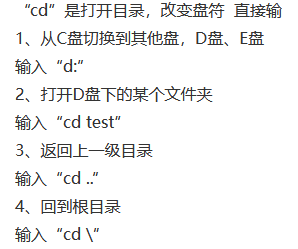 “cd”是打开目录，改变盘符  直接输
1、从C盘切换到其他盘，D盘、E盘
输入“d:”
2、打开D盘下的某个文件夹
输入“cd test”
3、返回上一级目录
输入“cd ..”
4、回到根目录
输入“cd \”